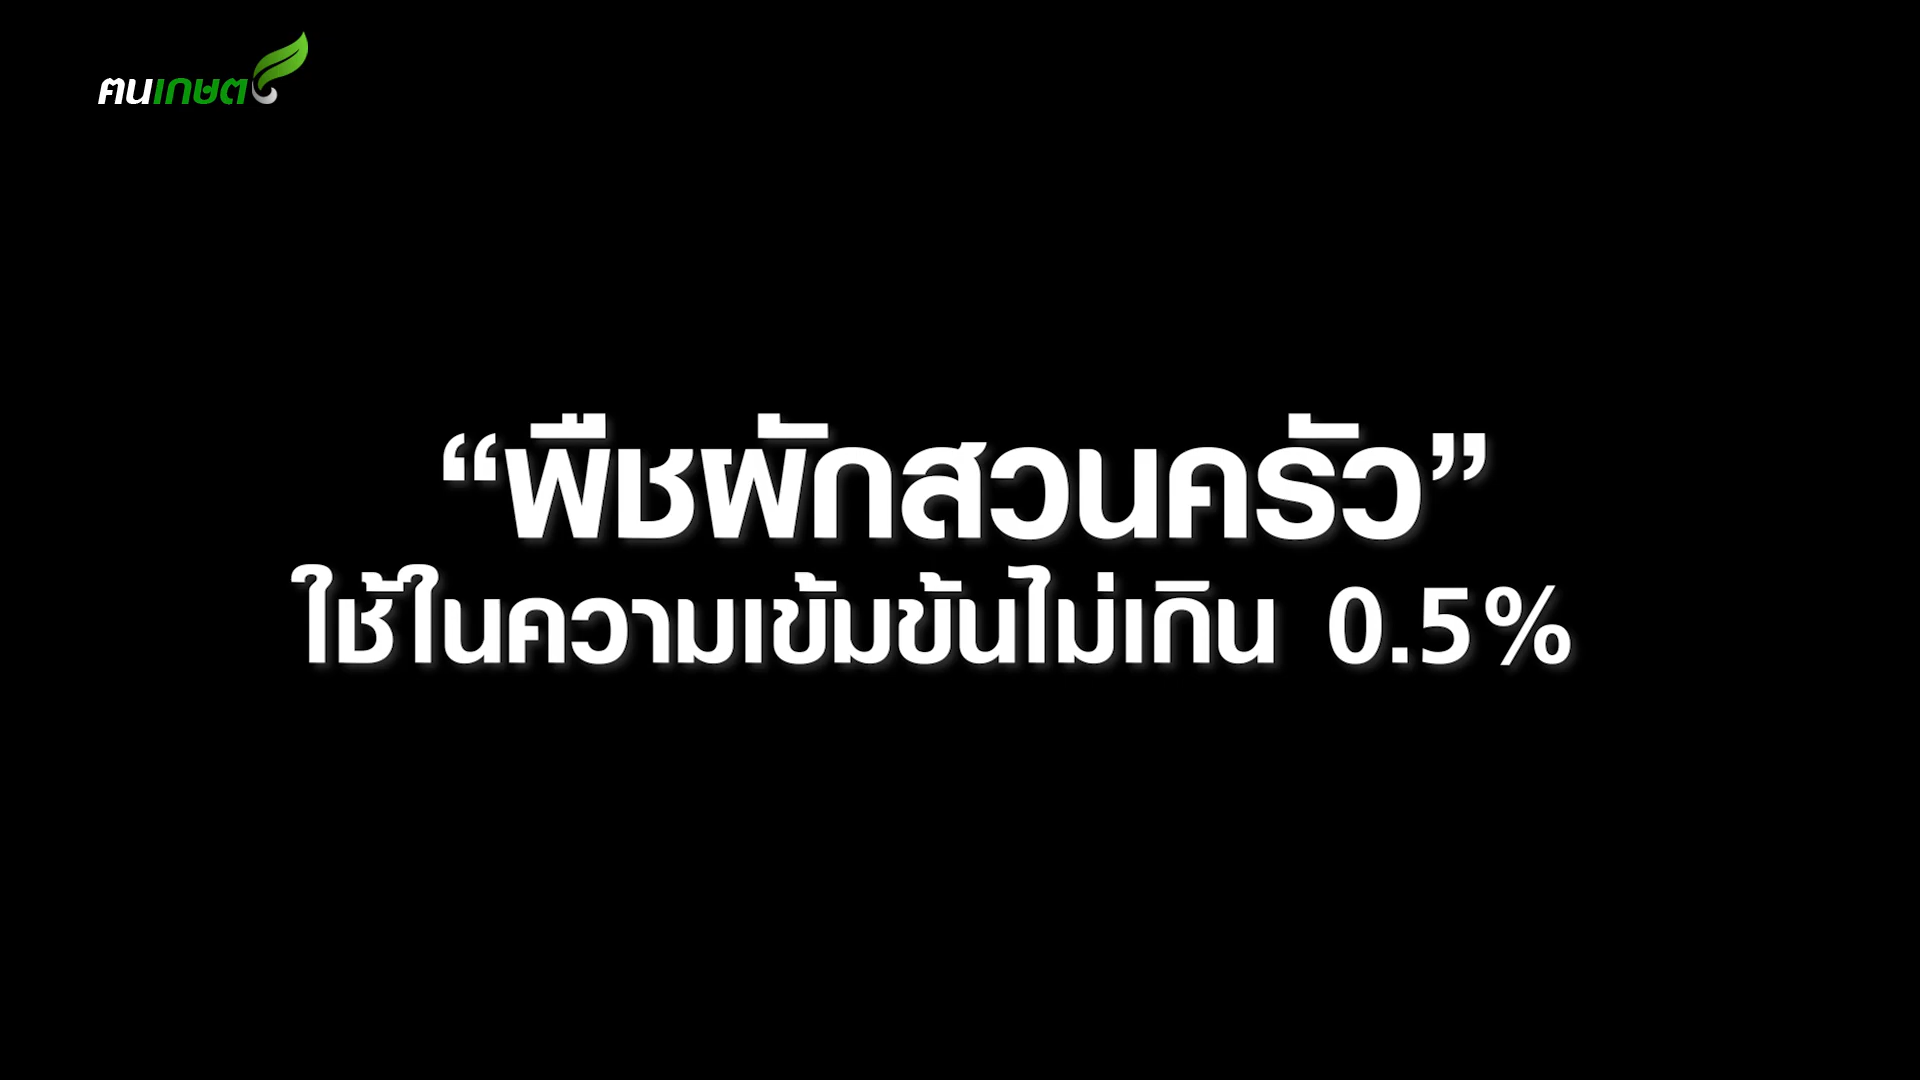 ฅนเกษตร
“พืชผักสวนครัว”
ใช้ในความเข้มข้นไม่เกิน 0.5%